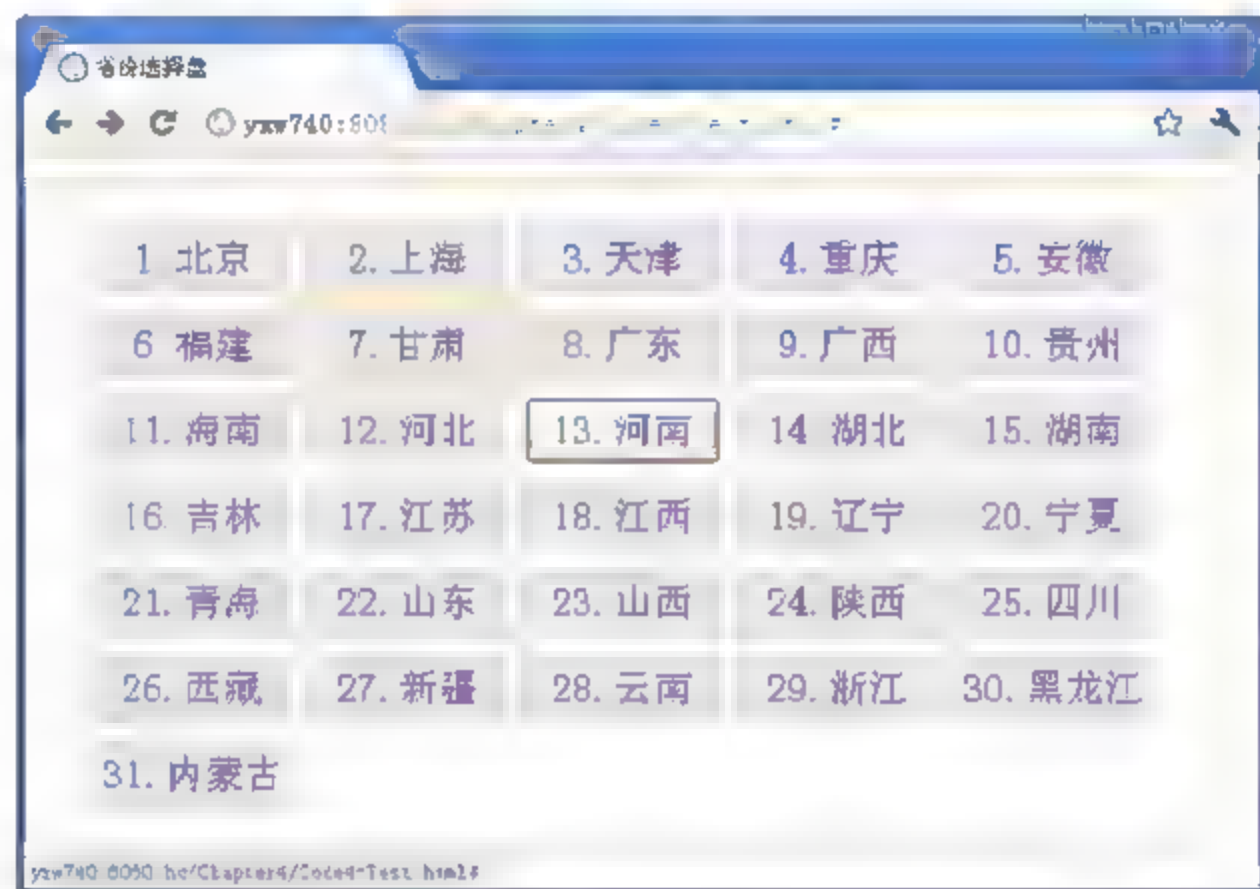 省份选择盘
yxw740:808
1 北京 2. 上海 3. 天津 4. 重庆 5. 安徽
6 福建 7. 甘肃 8. 广东 9. 广西 10. 贵州
11. 海南 12. 河北 13. 河南 14 湖北 15. 湖南
16. 吉林 17. 江苏 18. 江西 19. 辽宁 20. 宁夏
21. 青海 22. 山东 23. 山西 24. 陕西 25. 四川
26. 西藏 27. 新疆 28. 云南 29. 浙江 30. 黑龙江
31. 内蒙古